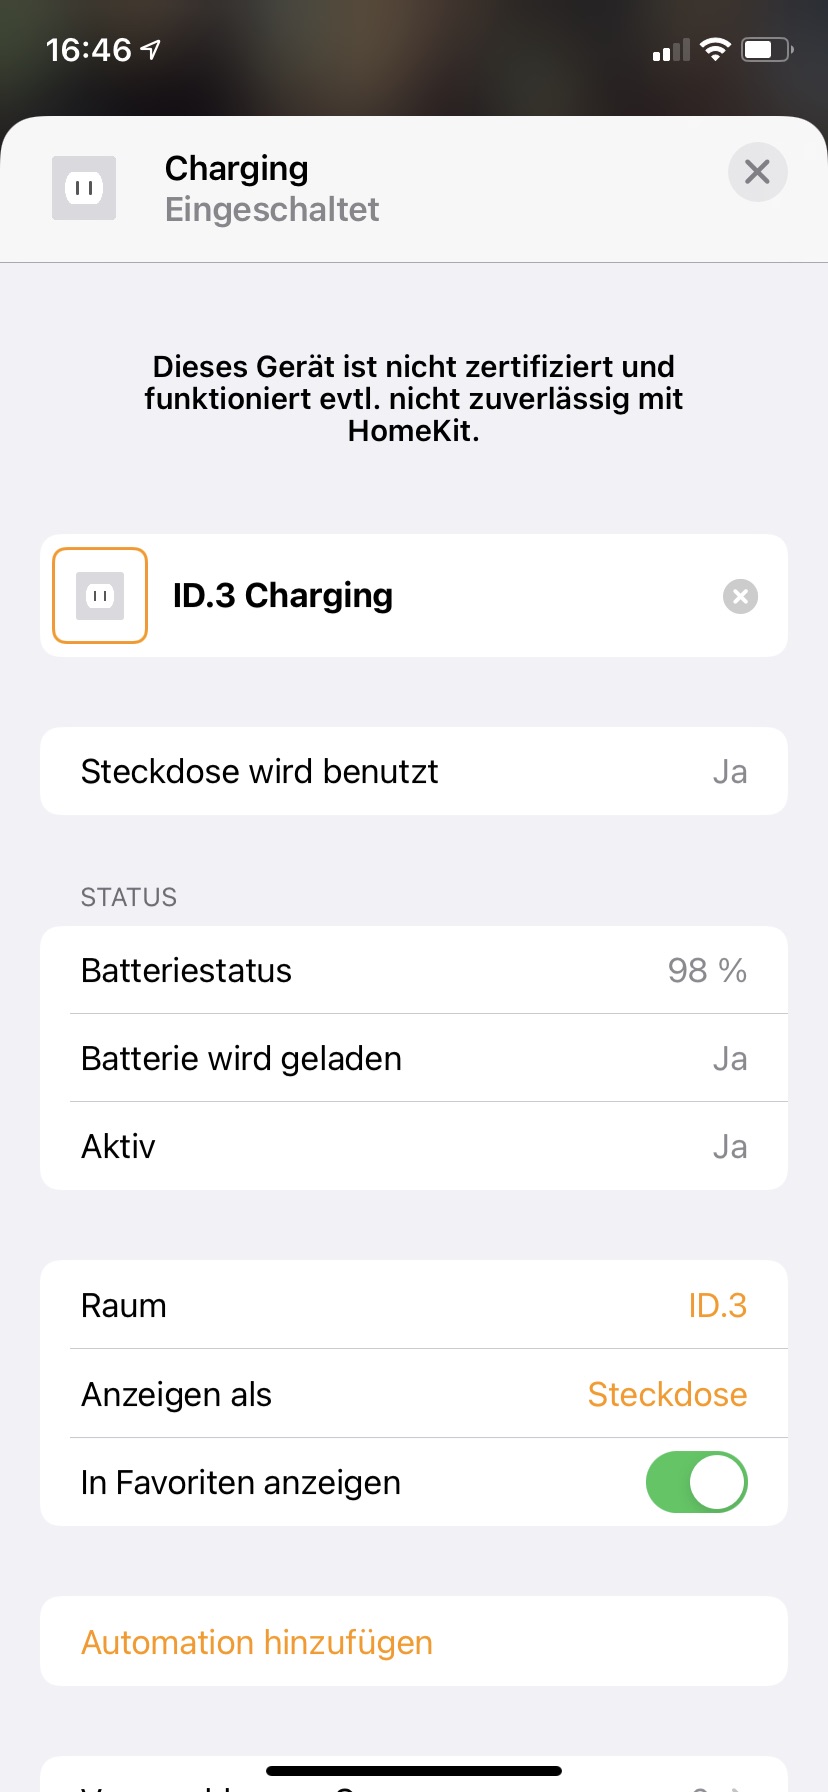 16:46
Charging
Eingeschaltet
Dieses Gerät ist nicht zertifiziert und
funktioniert evtl. nicht zuverlässig mit
HomeKit.
ID.3 Charging
Steckdose wird benutzt Ja
STATUS
Batteriestatus 98 %
Batterie wird geladen Ja
Aktiv Ja
Raum ID.3
Anzeigen als Steckdose
In Favoriten anzeigen
Automation hinzufügen